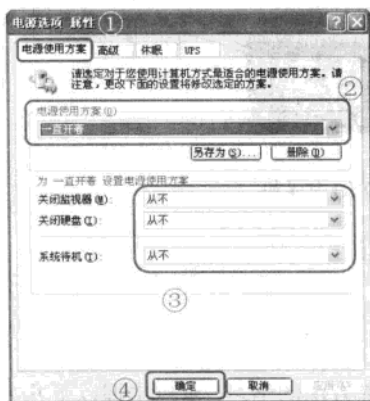 电源选项 属性 ①
电源使用方案 高级 休眠 UPS
请选定对于您使用计算机方式是最适合的电源使用方案。请
注意，更改下面的设置将修改选定的方案。
②
电源使用方案(U)
一直开着
另存为(S)... 删除(D)
为 一直开着 设置电源使用方案
关闭监视器(M): 从不
关闭硬盘(I): 从不
系统待机(T): 从不
③
④ 确定 取消 应用(A)